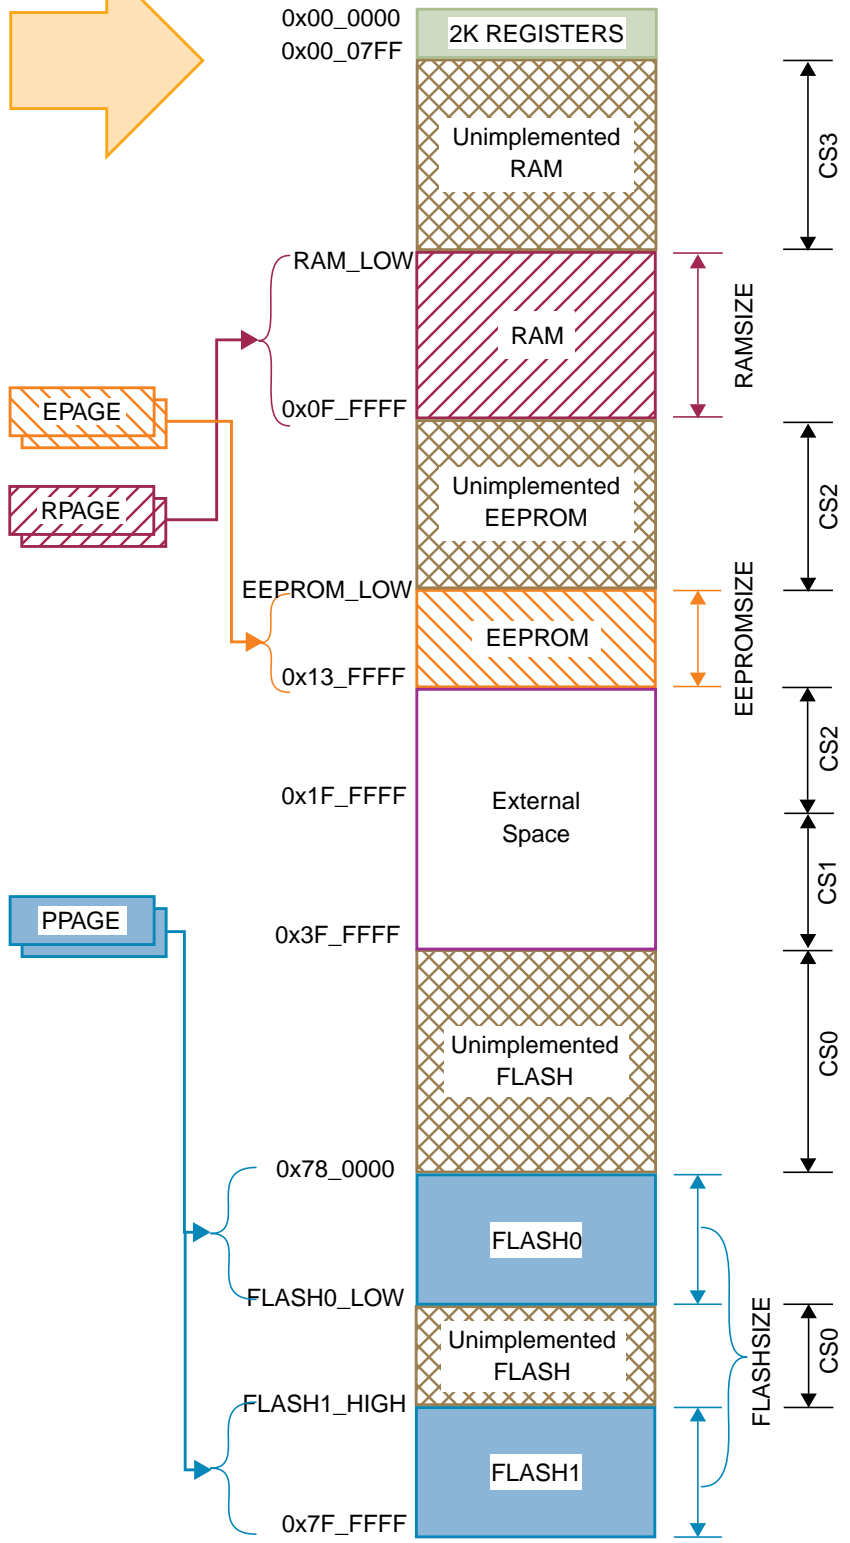 0x00_0000
2K REGISTERS
0x00_07FF
Unimplemented
RAM
CS3
RAM_LOW
RAM
RAMSIZE
0x0F_FFFF
EPAGE
RPAGE
Unimplemented
EEPROM
CS2
EEPROM_LOW
EEPROM
EEPROMSIZE
0x13_FFFF
CS2
0x1F_FFFF
External
Space
CS1
PPAGE
0x3F_FFFF
Unimplemented
FLASH
CS0
0x78_0000
FLASH0
FLASH0_LOW
Unimplemented
FLASH
FLASHSIZE
CS0
FLASH1_HIGH
FLASH1
0x7F_FFFF